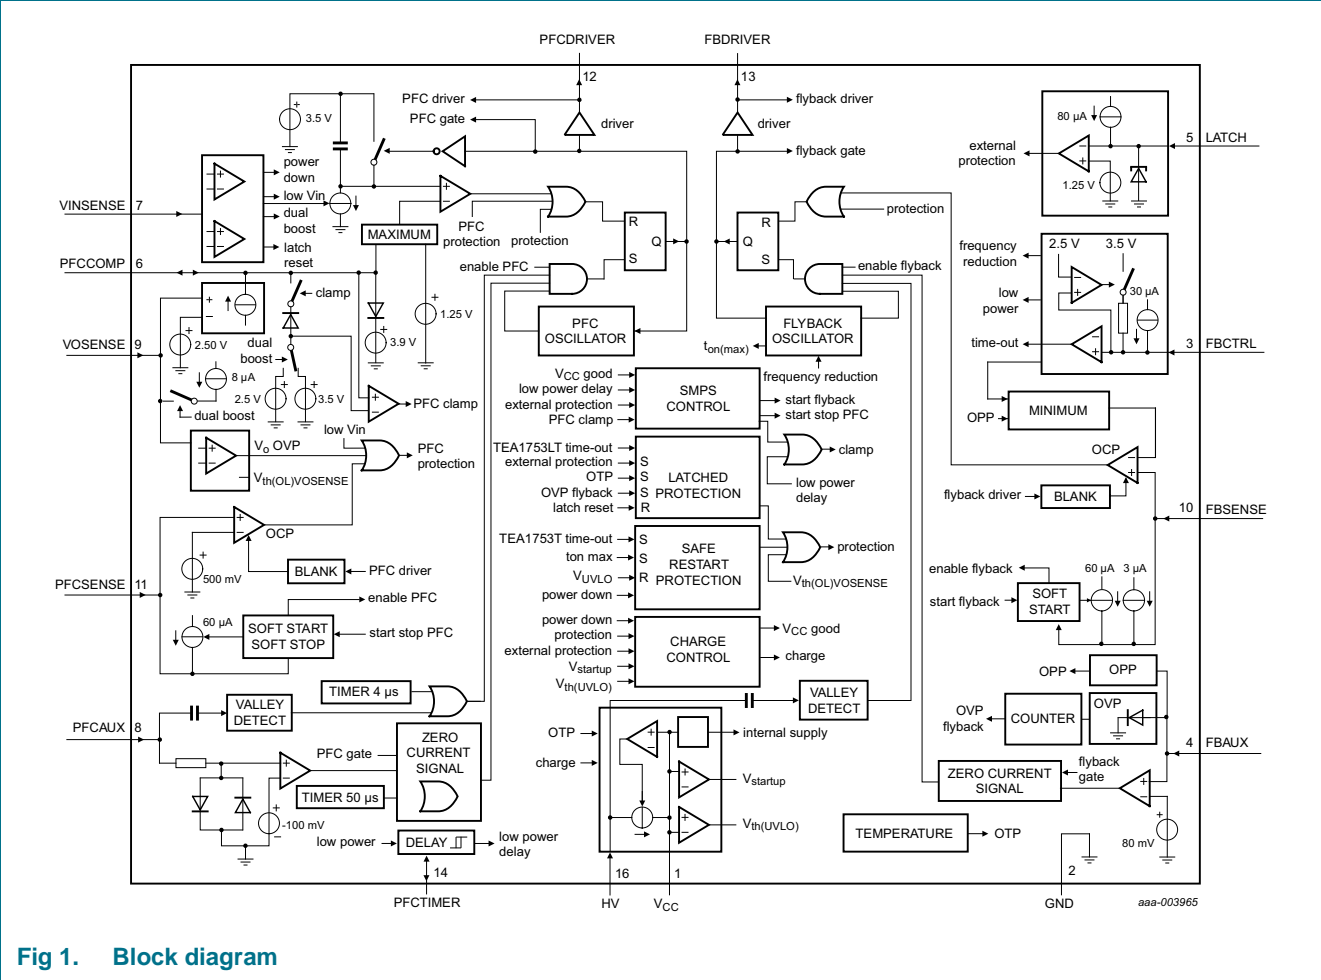 PFCDRIVER
FBDRIVER
12
13
PFC driver
PFC gate
driver
flyback driver
driver
flyback gate
3.5 V
80 µA
1.25 V
external
protection
5
LATCH
power
down
low Vin
dual
boost
latch
reset
VINSENSE
7
MAXIMUM
PFC
protection
protection
R
Q
S
R
Q
S
protection
2.5 V
3.5 V
frequency
reduction
low
power
30 µA
time-out
3
FBCTRL
PFCCOMP
6
enable PFC
enable flyback
clamp
1.25 V
2.50 V
3.9 V
PFC
OSCILLATOR
FLYBACK
OSCILLATOR
ton(max)
frequency reduction
VOSENSE
9
dual
boost
8 µA
2.5 V
3.5 V
dual boost
PFC clamp
VCC good
low power delay
external protection
PFC clamp
SMPS
CONTROL
start flyback
start stop PFC
OPP
MINIMUM
low Vin
Vo OVP
Vth(OL)VOSENSE
PFC
protection
TEA1753LT time-out
external protection
OTP
OVP flyback
latch reset
S
S
S
R
LATCHED
PROTECTION
clamp
low power
delay
OCP
flyback driver
BLANK
10
FBSENSE
OCP
500 mV
BLANK
PFC driver
PFCSENSE
11
TEA1753T time-out
ton max
VUVLO
power down
S
S
R
SAFE
RESTART
PROTECTION
protection
Vth(OL)VOSENSE
enable PFC
60 µA
SOFT START
SOFT STOP
start stop PFC
enable flyback
start flyback
SOFT
START
60 µA
3 µA
power down
protection
external protection
Vstartup
Vth(UVLO)
CHARGE
CONTROL
VCC good
charge
OPP
OPP
TIMER 4 µs
VALLEY
DETECT
VALLEY
DETECT
OVP
flyback
COUNTER
OVP
PFCAUX
8
PFC gate
ZERO
CURRENT
SIGNAL
TIMER 50 µs
-100 mV
OTP
charge
internal supply
Vstartup
Vth(UVLO)
4
FBAUX
flyback
gate
ZERO CURRENT
SIGNAL
80 mV
TEMPERATURE
OTP
low power
DELAY
low power
delay
14
16
1
2
PFCTIMER
HV
VCC
GND
aaa-003965
Fig 1. Block diagram